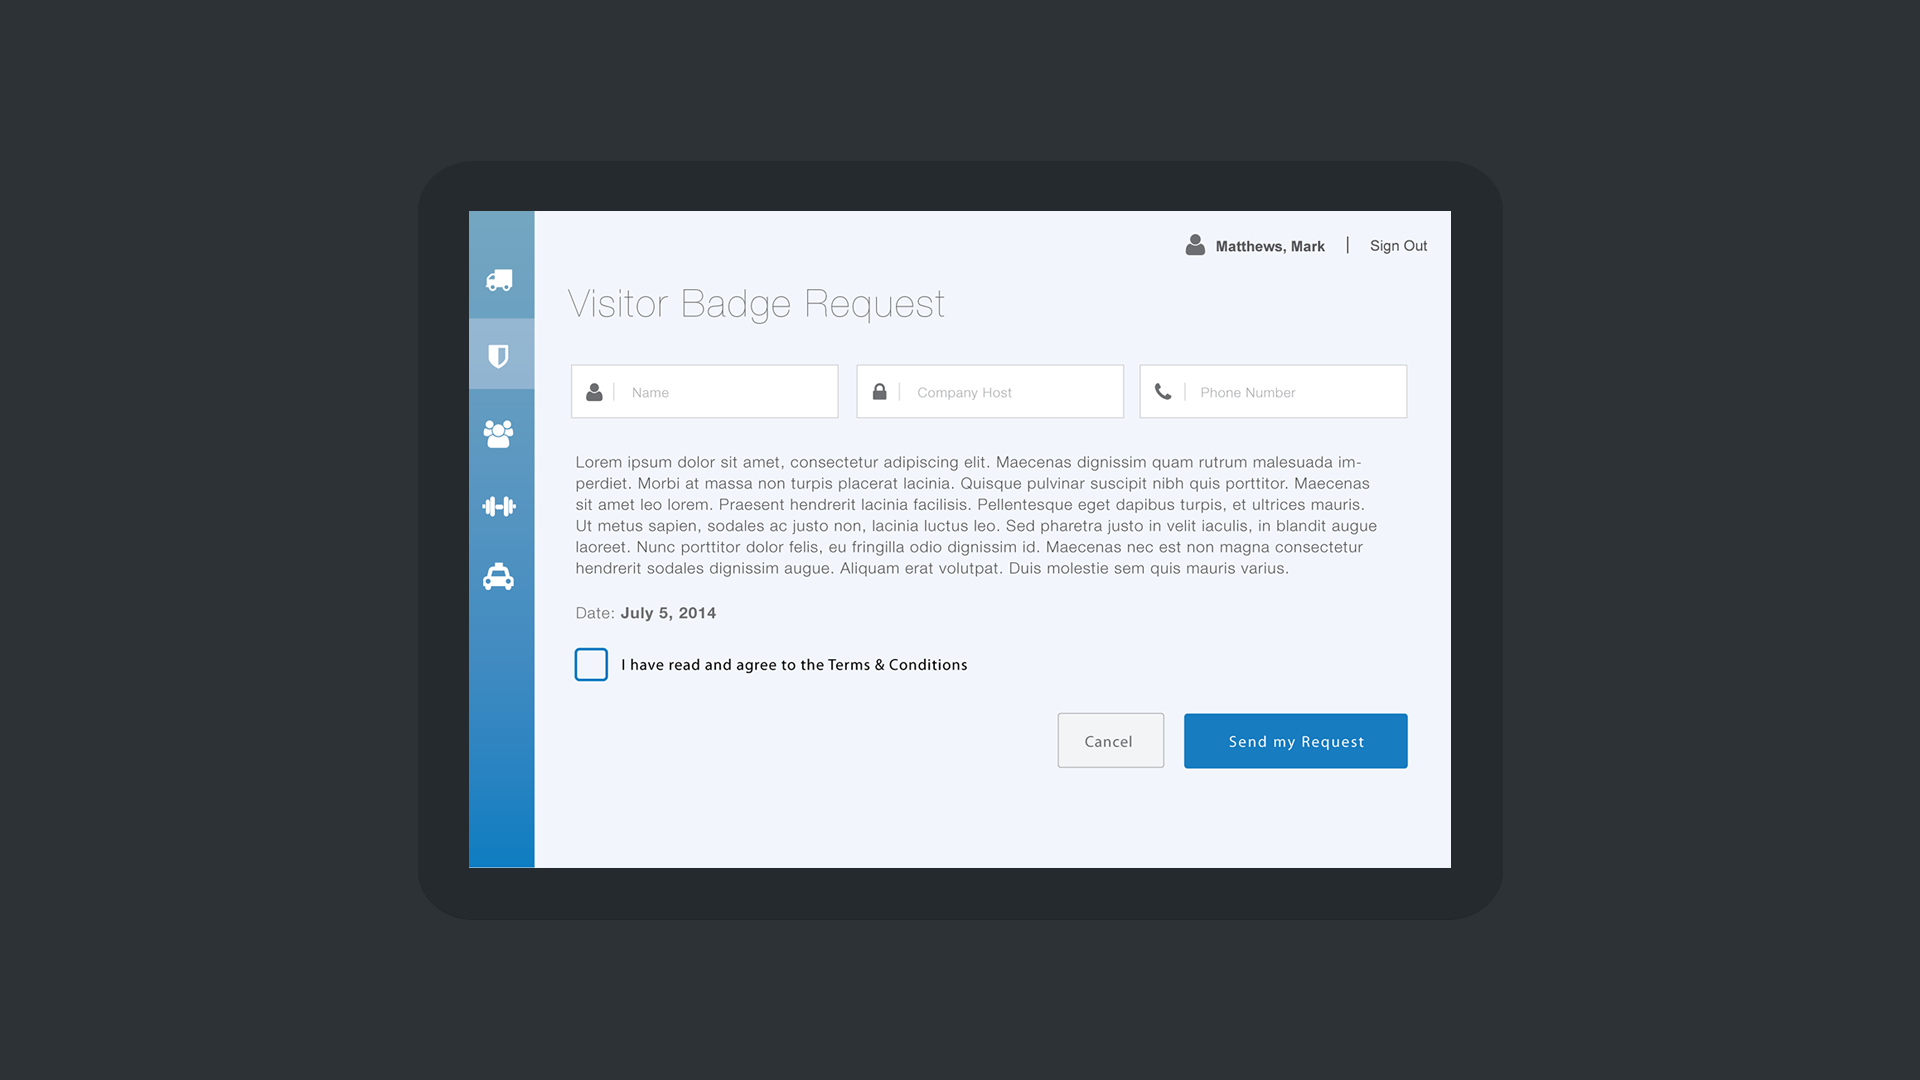 Matthews, Mark | Sign Out
Visitor Badge Request
Name
Company Host
Phone Number
Lorem ipsum dolor sit amet, consectetur adipiscing elit. Maecenas dignissim quam rutrum malesuada im-
perdiet. Morbi at massa non turpis placerat lacinia. Quisque pulvinar suscipit nibh quis porttitor. Maecenas
sit amet leo lorem. Praesent hendrerit lacinia facilisis. Pellentesque eget dapibus turpis, et ultrices mauris.
Ut metus sapien, sodales ac justo non, lacinia luctus leo. Sed pharetra justo in velit iaculis, in blandit augue
laoreet. Nunc porttitor dolor felis, eu fringilla odio dignissim id. Maecenas nec est non magna consectetur
hendrerit sodales dignissim augue. Aliquam erat volutpat. Duis molestie sem quis mauris varius.
Date: July 5, 2014
I have read and agree to the Terms & Conditions
Cancel
Send my Request